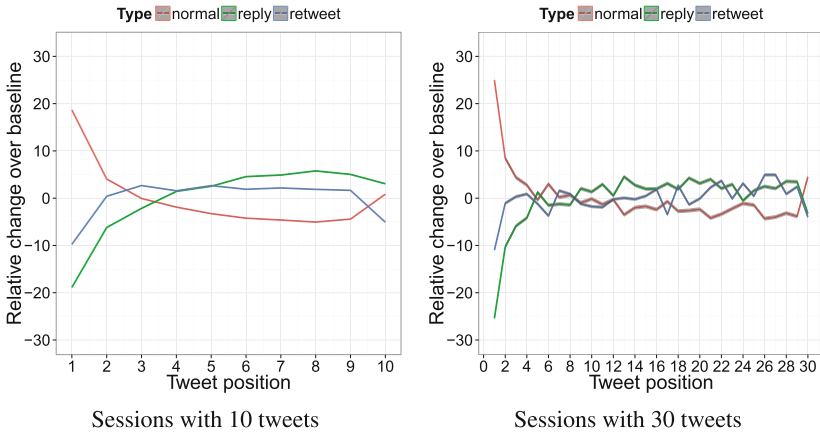 Type normal reply retweet
Relative change over baseline
30
20
10
0
−10
−20
−30
1 2 3 4 5 6 7 8 9 10
Tweet position
Sessions with 10 tweets
Type normal reply retweet
Relative change over baseline
30
20
10
0
−10
−20
−30
0 2 4 6 8 10 12 14 16 18 20 22 24 26 28 30
Tweet position
Sessions with 30 tweets